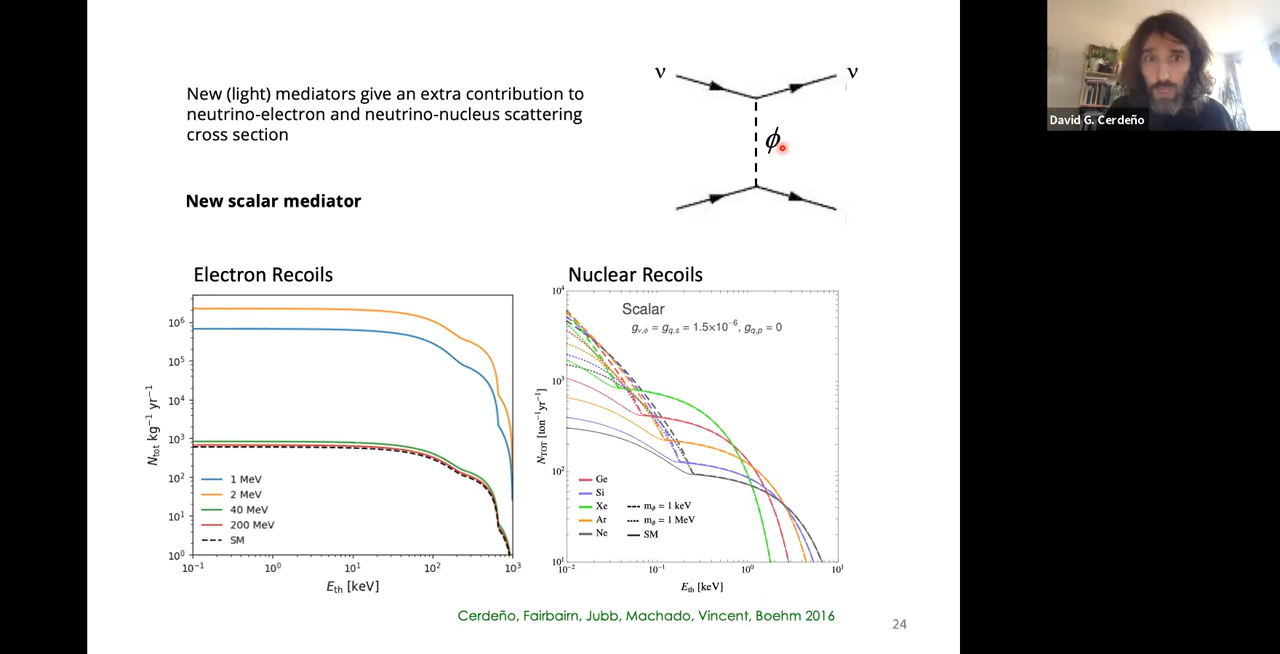 ν ν
New (light) mediators give an extra contribution to
neutrino-electron and neutrino-nucleus scattering
cross section
ϕ
David G. Cerdeño
New scalar mediator
Electron Recoils
N_tot kg⁻¹ yr⁻¹
10⁶
10⁵
10⁴
10³
10²
10¹
10⁰
1 MeV
2 MeV
40 MeV
200 MeV
SM
10⁻¹ 10⁰ 10¹ 10² 10³
E_th [keV]
Nuclear Recoils
N_TOT [ton⁻¹yr⁻¹]
10⁴
10³
10²
10¹
Scalar
g_ν,ϕ = g_q,s = 1.5×10⁻⁶, g_q,p = 0
Ge
Si
Xe m_ϕ = 1 keV
Ar m_ϕ = 1 MeV
Ne SM
10⁻² 10⁻¹ 10⁰ 10¹
E_th [keV]
Cerdeño, Fairbairn, Jubb, Machado, Vincent, Boehm 2016
24